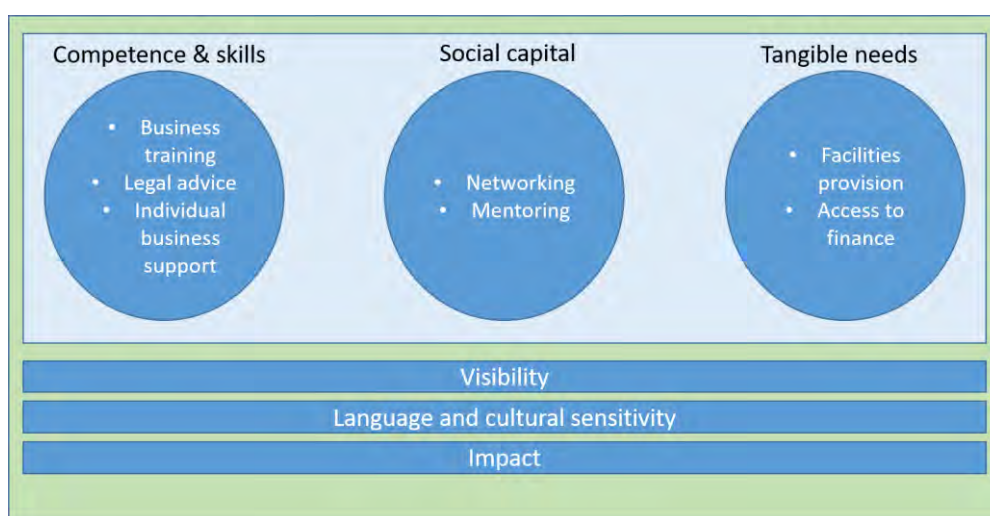 Competence & skills
• Business
training
• Legal advice
• Individual
business
support
Social capital
• Networking
• Mentoring
Tangible needs
• Facilities
provision
• Access to
finance
Visibility
Language and cultural sensitivity
Impact